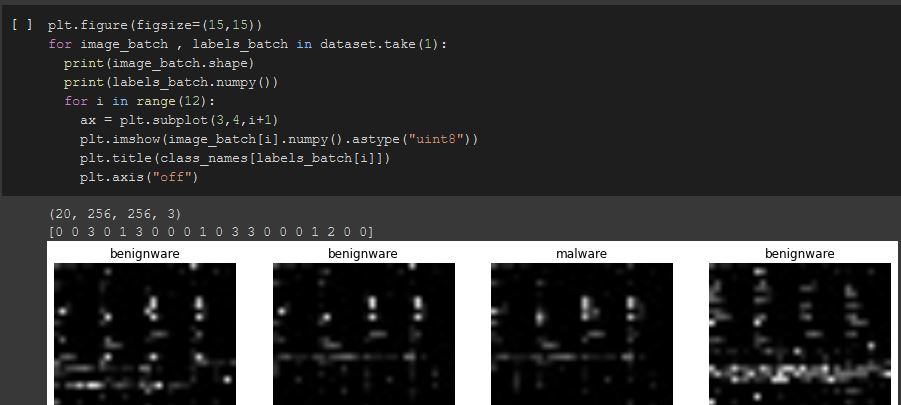 [ ] plt.figure(figsize=(15,15))
for image_batch , labels_batch in dataset.take(1):
  print(image_batch.shape)
  print(labels_batch.numpy())
  for i in range(12):
    ax = plt.subplot(3,4,i+1)
    plt.imshow(image_batch[i].numpy().astype("uint8"))
    plt.title(class_names[labels_batch[i]])
    plt.axis("off")
(20, 256, 256, 3)
[0 0 3 0 1 3 0 0 0 1 0 3 3 0 0 0 1 2 0 0]
benignware benignware malware benignware